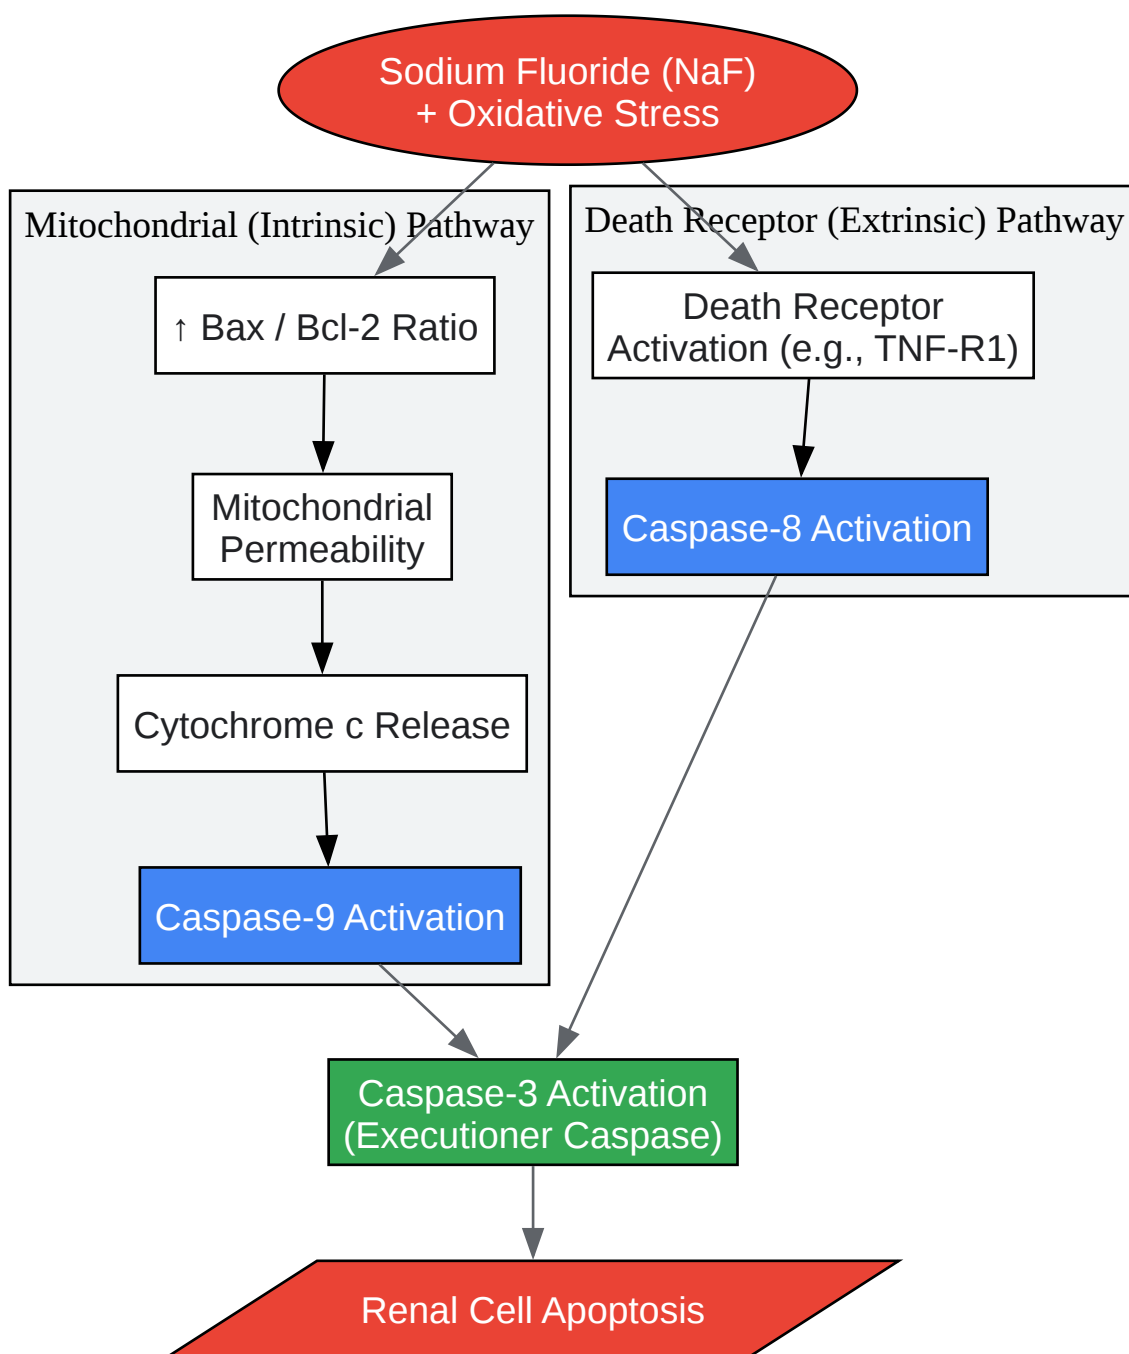 Sodium Fluoride (NaF)
+ Oxidative Stress
Mitochondrial (Intrinsic) Pathway
↑ Bax / Bcl-2 Ratio
Mitochondrial
Permeability
Cytochrome c Release
Caspase-9 Activation
Death Receptor (Extrinsic) Pathway
Death Receptor
Activation (e.g., TNF-R1)
Caspase-8 Activation
Caspase-3 Activation
(Executioner Caspase)
Renal Cell Apoptosis